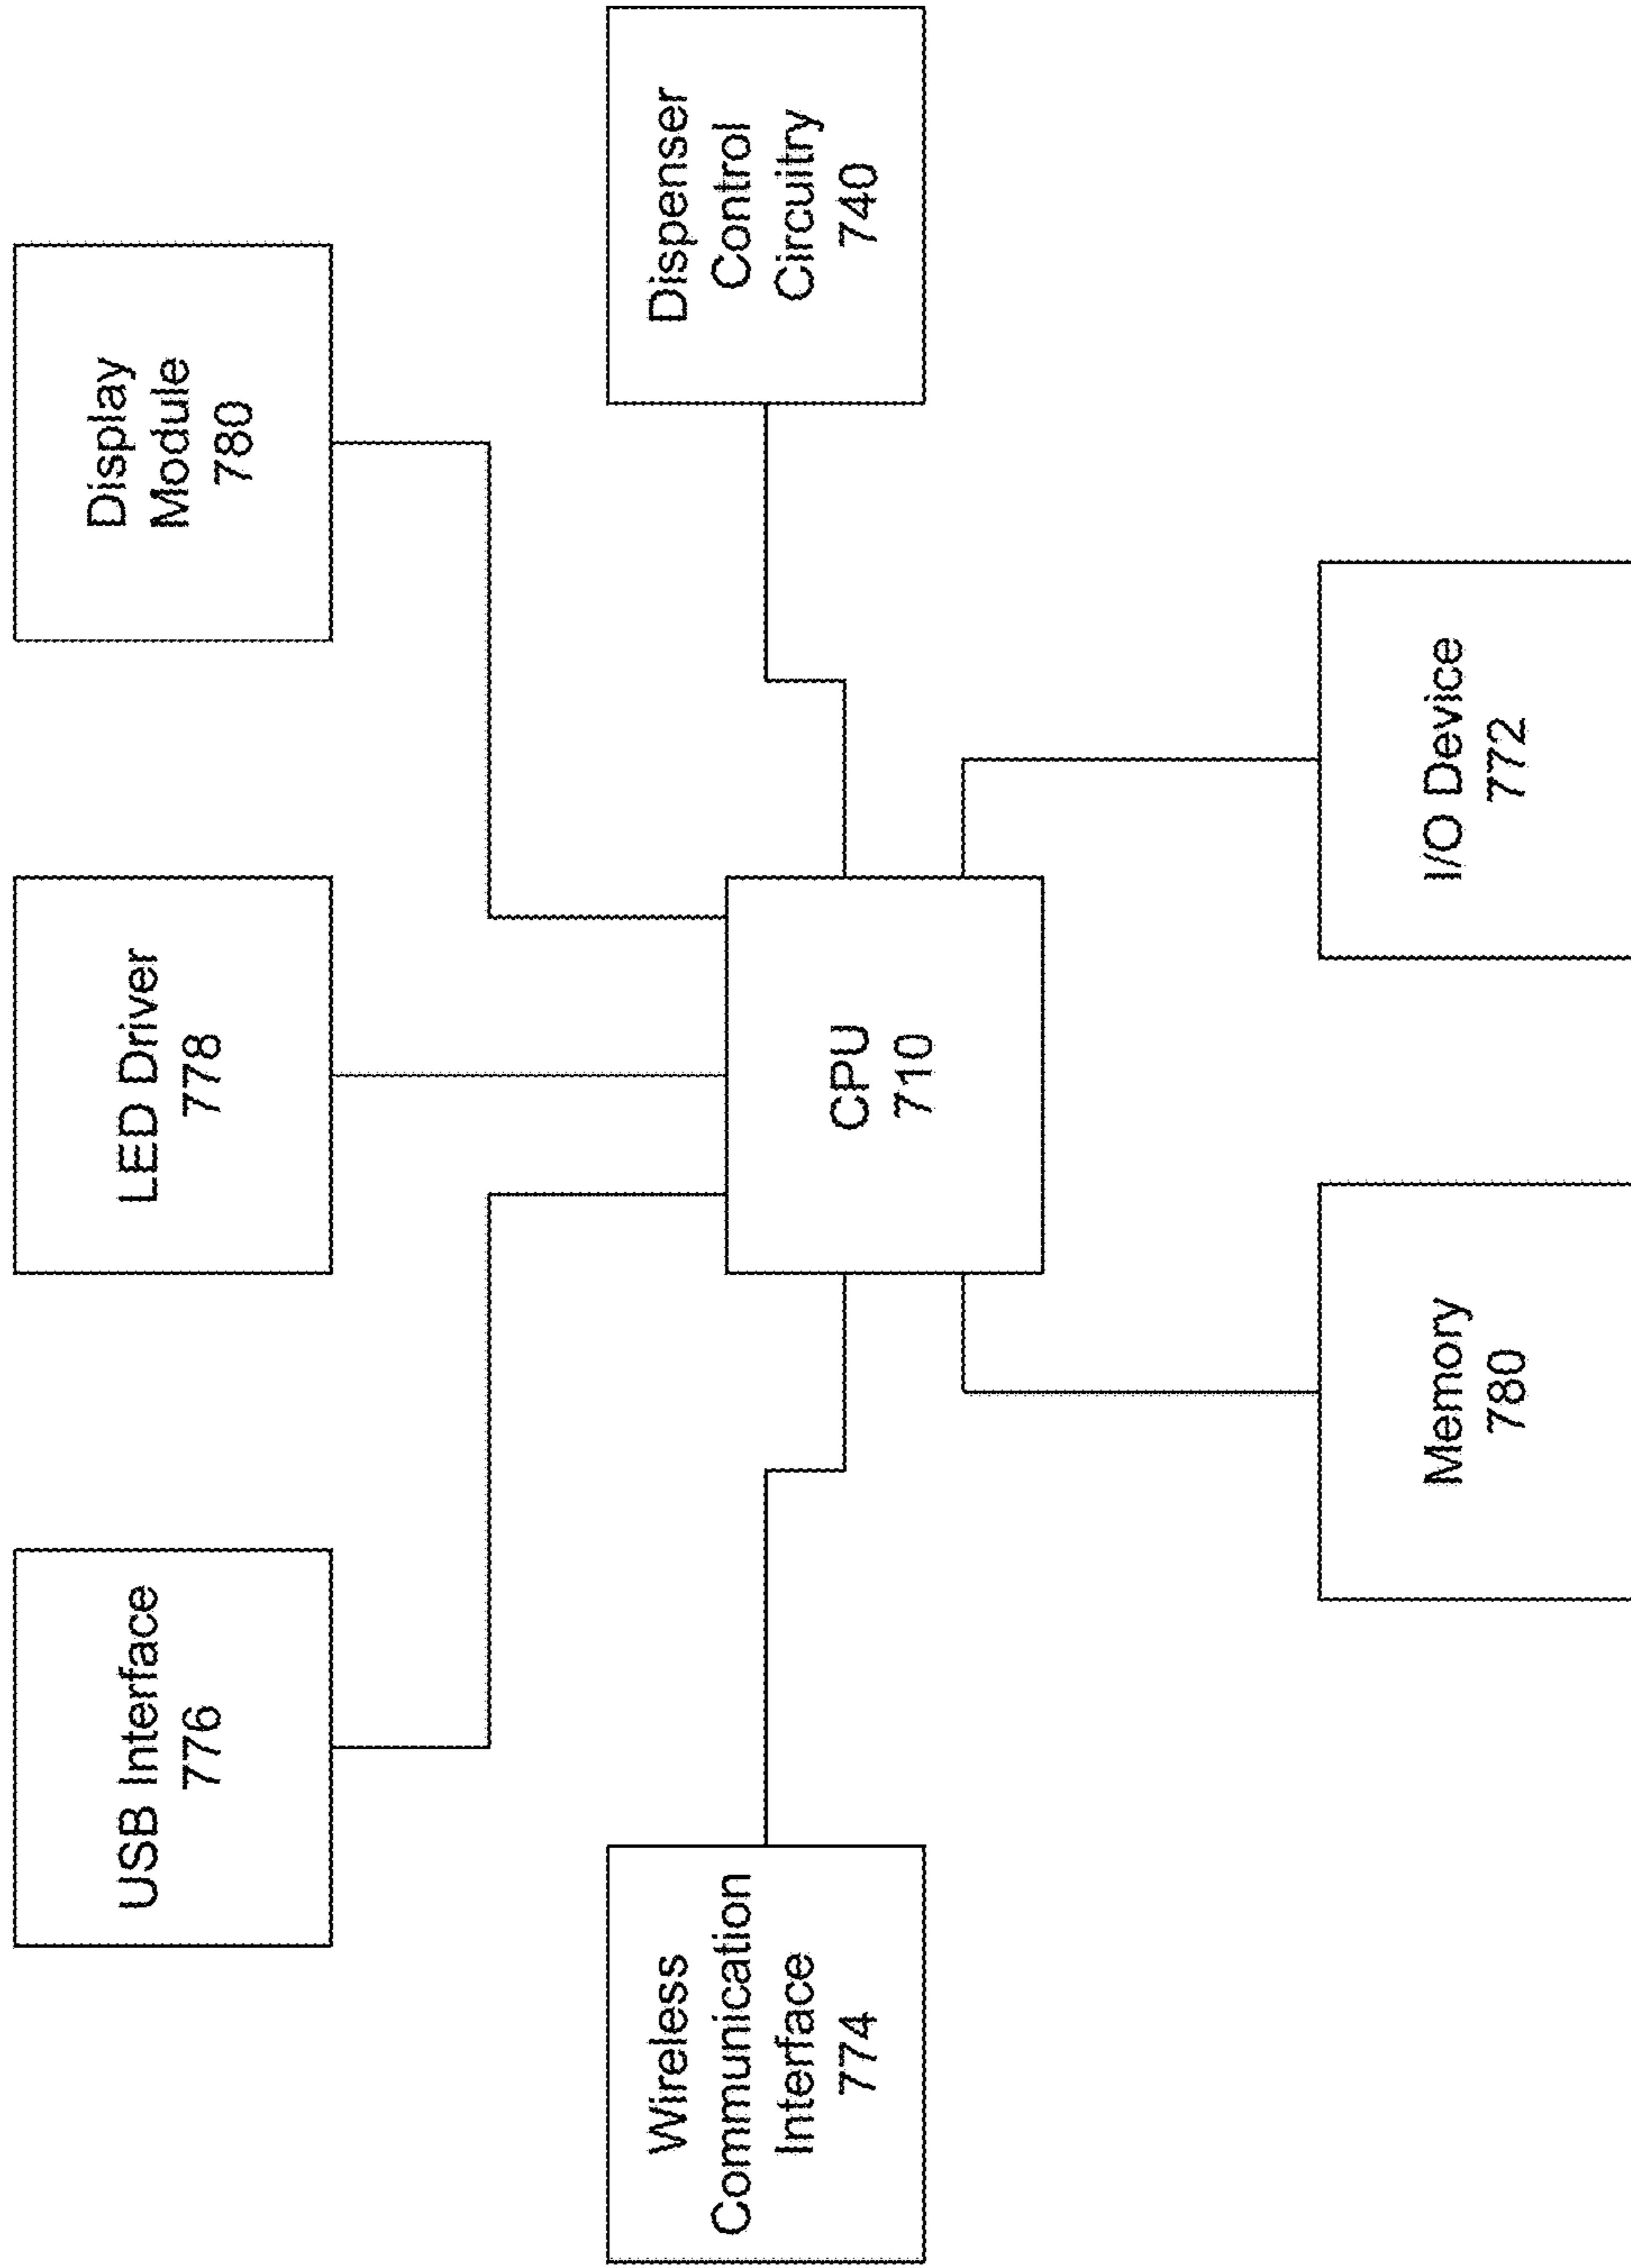 USB Interface
776
LED Driver
778
Display
Module
780
Wireless
Communication
Interface
774
CPU
710
Dispenser
Control
Circuitry
740
Memory
780
I/O Device
772